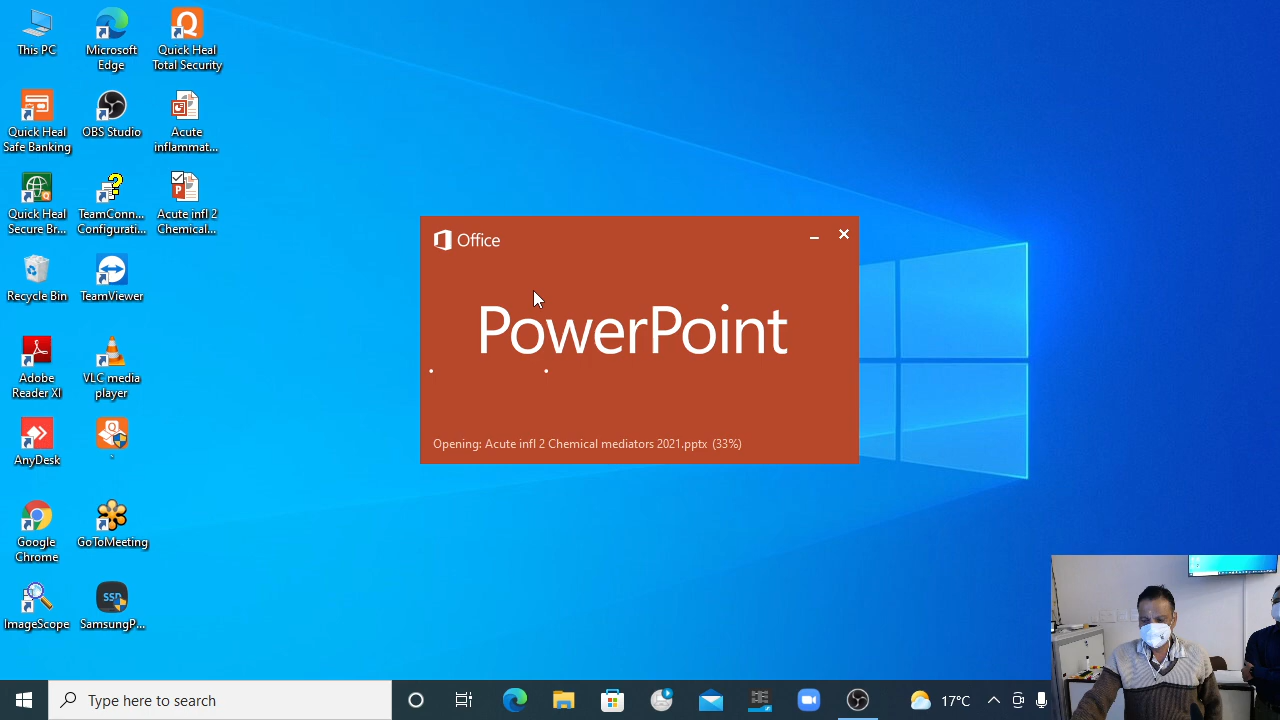 This PC
Microsoft
Edge
Quick Heal
Total Security
Quick Heal
Safe Banking
OBS Studio
Acute
inflammat...
Quick Heal
Secure Br...
TeamConn...
Configurati...
Acute infl 2
Chemical...
Recycle Bin
TeamViewer
Adobe
Reader XI
VLC media
player
AnyDesk
.
Google
Chrome
GoToMeeting
ImageScope
SSD
SamsungP...
Office
PowerPoint
Opening: Acute infl 2 Chemical mediators 2021.pptx (33%)
Type here to search
17°C